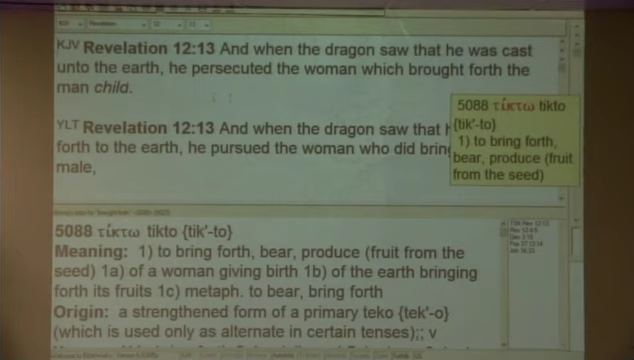 KJV Revelation 12:13 And when the dragon saw that he was cast
unto the earth, he persecuted the woman which brought forth the
man child.
YLT Revelation 12:13 And when the dragon saw that
forth to the earth, he pursued the woman who did
male,
5088 τίκτω tikto
{tik'-to}
1) to bring forth,
bear, produce (fruit
from the seed)
5088 τίκτω tikto {tik'-to}
Meaning: 1) to bring forth, bear, produce (fruit from the
seed) 1a) of a woman giving birth 1b) of the earth bringing
forth its fruits 1c) metaph. to bear, bring forth
Origin: a strengthened form of a primary teko {tek'-o}
(which is used only as alternate in certain tenses);; v